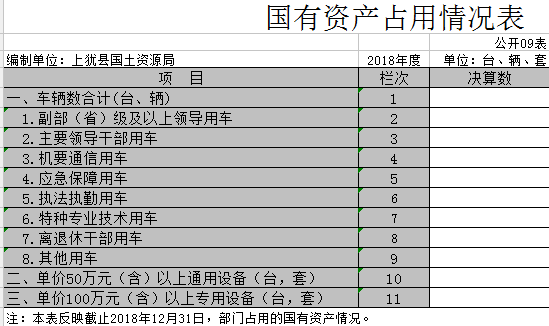 国有资产占用情况表
公开09表
编制单位：上犹县国土资源局 2018年度 单位：台、辆、套
项 目 栏次 决算数
一、车辆数合计(台、辆) 1
1.副部（省）级及以上领导用车 2
2.主要领导干部用车 3
3.机要通信用车 4
4.应急保障用车 5
5.执法执勤用车 6
6.特种专业技术用车 7
7.离退休干部用车 8
8.其他用车 9
二、单价50万元（含）以上通用设备（台，套） 10
三、单价100万元（含）以上专用设备（台，套） 11
注：本表反映截止2018年12月31日，部门占用的国有资产情况。